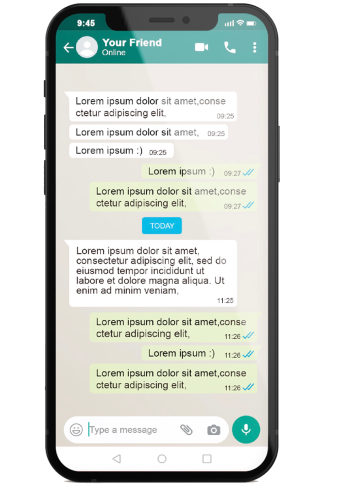 9:45
Your Friend
Online
Lorem ipsum dolor sit amet,conse
ctetur adipiscing elit,
09:25
Lorem ipsum dolor sit amet,
09:25
Lorem ipsum :)
09:25
Lorem ipsum :)
09:27
Lorem ipsum dolor sit amet,conse
ctetur adipiscing elit,
09:27
TODAY
Lorem ipsum dolor sit amet,
consectetur adipiscing elit, sed do
eiusmod tempor incididunt ut
labore et dolore magna aliqua. Ut
enim ad minim veniam,
11:25
Lorem ipsum dolor sit amet,conse
ctetur adipiscing elit,
11:26
Lorem ipsum :)
11:26
Lorem ipsum dolor sit amet,conse
ctetur adipiscing elit,
11:26
Type a message